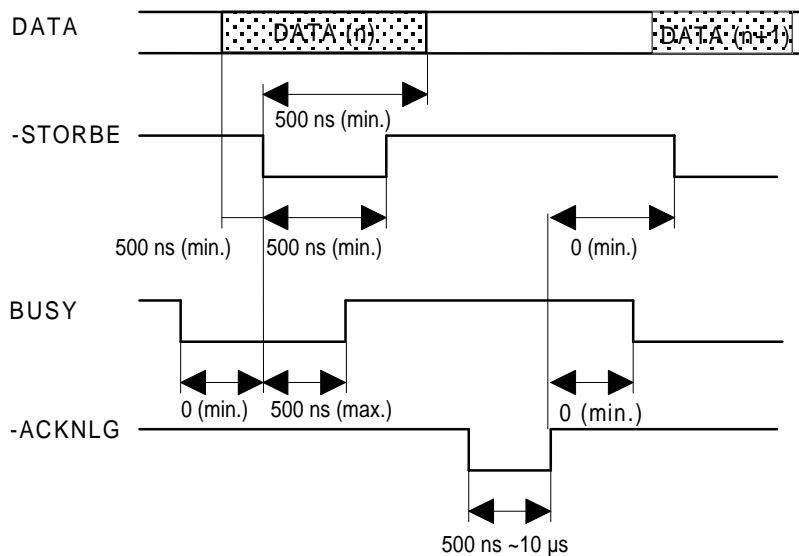 DATA
DATA (n)
DATA (n+1)
500 ns (min.)
-STORBE
500 ns (min.)
500 ns (min.)
0 (min.)
BUSY
0 (min.)
500 ns (max.)
0 (min.)
-ACKNLG
500 ns ~10 µs